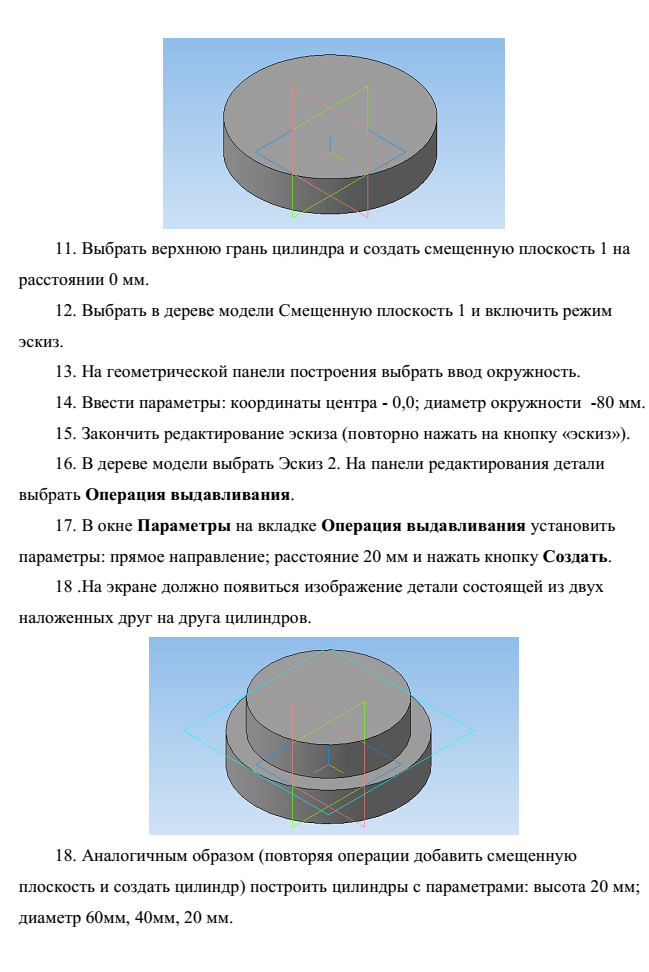 11. Выбрать верхнюю грань цилиндра и создать смещенную плоскость 1 на
расстоянии 0 мм.
12. Выбрать в дереве модели Смещенную плоскость 1 и включить режим
эскиз.
13. На геометрической панели построения выбрать ввод окружность.
14. Ввести параметры: координаты центра - 0,0; диаметр окружности -80 мм.
15. Закончить редактирование эскиза (повторно нажать на кнопку «эскиз»).
16. В дереве модели выбрать Эскиз 2. На панели редактирования детали
выбрать Операция выдавливания.
17. В окне Параметры на вкладке Операция выдавливания установить
параметры: прямое направление; расстояние 20 мм и нажать кнопку Создать.
18 .На экране должно появиться изображение детали состоящей из двух
наложенных друг на друга цилиндров.
18. Аналогичным образом (повторяя операции добавить смещенную
плоскость и создать цилиндр) построить цилиндры с параметрами: высота 20 мм;
диаметр 60мм, 40мм, 20 мм.